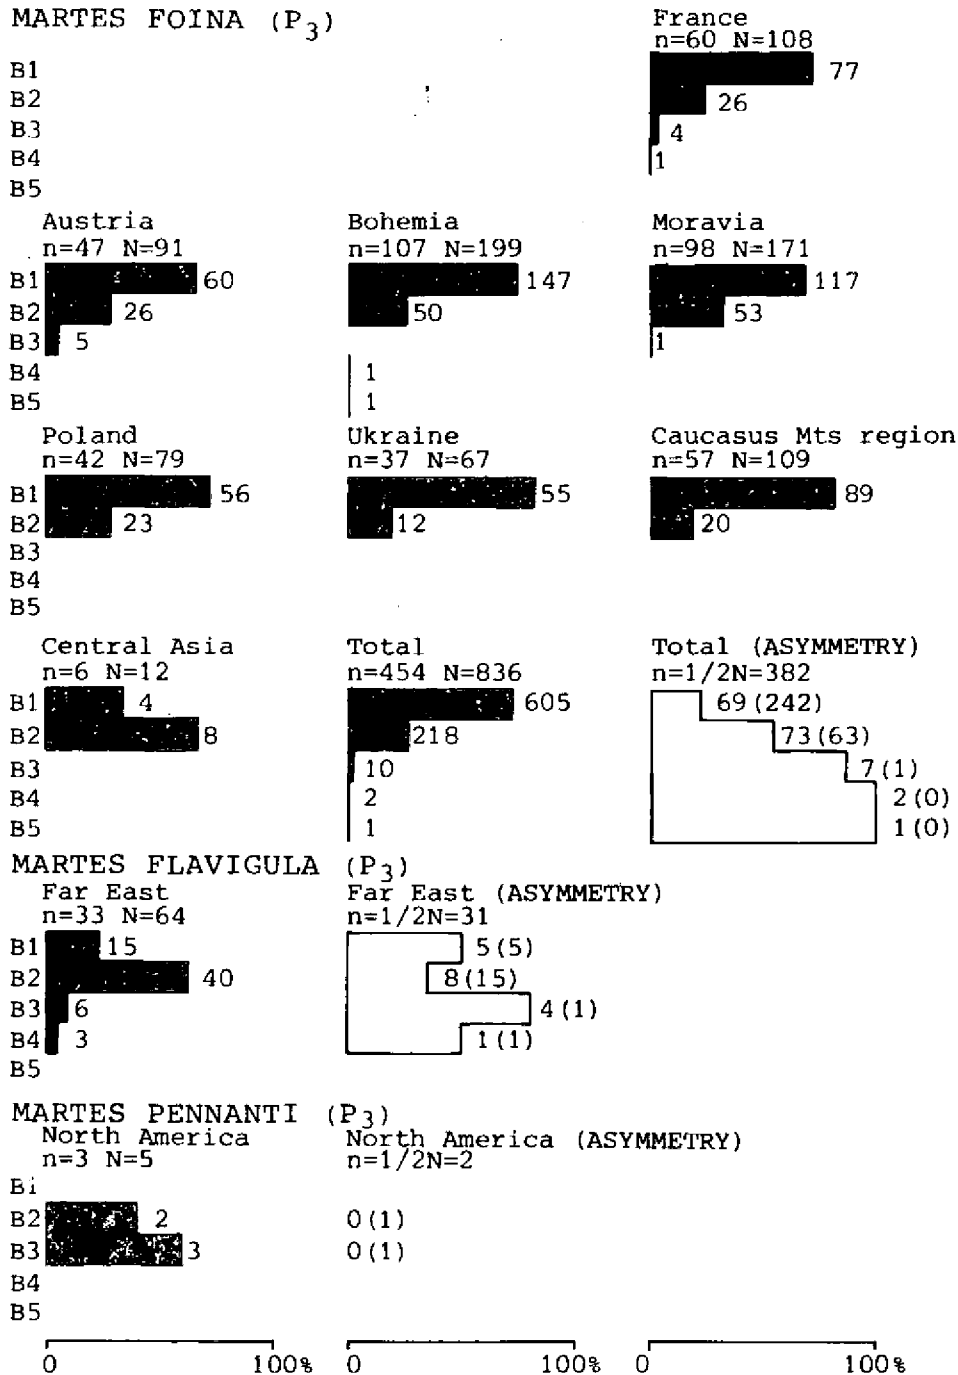 MARTES FOINA (P3)
France
n=60 N=108
B1 77
B2 26
B3 4
B4 1
B5
Austria Bohemia Moravia
n=47 N=91 n=107 N=199 n=98 N=171
B1 60 147 117
B2 26 50 53
B3 5 1
B4 1
B5 1
Poland Ukraine Caucasus Mts region
n=42 N=79 n=37 N=67 n=57 N=109
B1 56 55 89
B2 23 12 20
B3
B4
B5
Central Asia Total Total (ASYMMETRY)
n=6 N=12 n=454 N=836 n=1/2N=382
B1 4 605 69(242)
B2 8 218 73(63)
B3 10 7(1)
B4 2 2(0)
B5 1 1(0)
MARTES FLAVIGULA (P3)
Far East Far East (ASYMMETRY)
n=33 N=64 n=1/2N=31
B1 15 5(5)
B2 40 8(15)
B3 6 4(1)
B4 3 1(1)
B5
MARTES PENNANTI (P3)
North America North America (ASYMMETRY)
n=3 N=5 n=1/2N=2
B1
B2 2 0(1)
B3 3 0(1)
B4
B5
0 100% 0 100% 0 100%